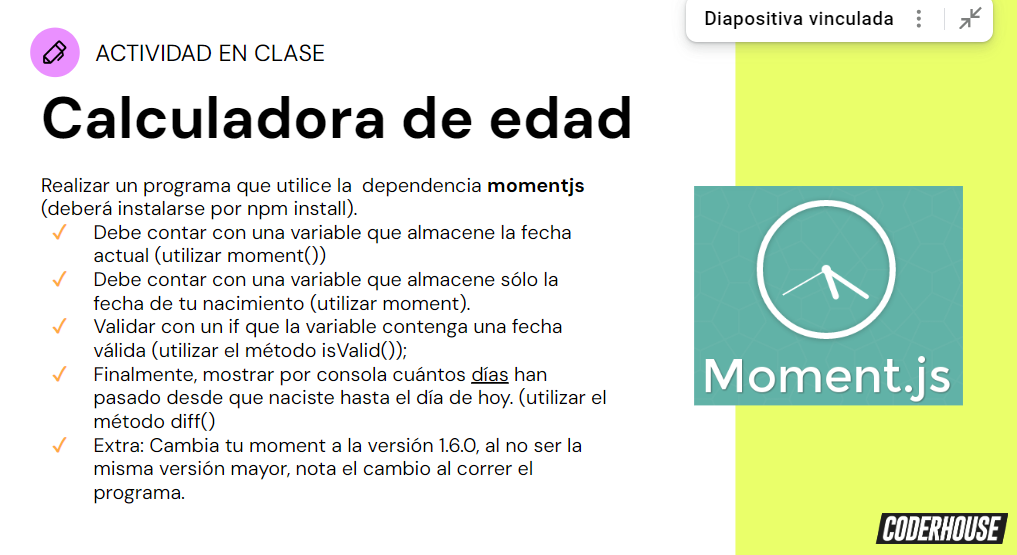 Diapositiva vinculada
ACTIVIDAD EN CLASE
Calculadora de edad
Realizar un programa que utilice la dependencia momentjs
(deberá instalarse por npm install).
✓ Debe contar con una variable que almacene la fecha
actual (utilizar moment())
✓ Debe contar con una variable que almacene sólo la
fecha de tu nacimiento (utilizar moment).
✓ Validar con un if que la variable contenga una fecha
válida (utilizar el método isValid());
✓ Finalmente, mostrar por consola cuántos días han
pasado desde que naciste hasta el día de hoy. (utilizar el
método diff()
✓ Extra: Cambia tu moment a la versión 1.6.0, al no ser la
misma versión mayor, nota el cambio al correr el
programa.
Moment.js
CODERHOUSE